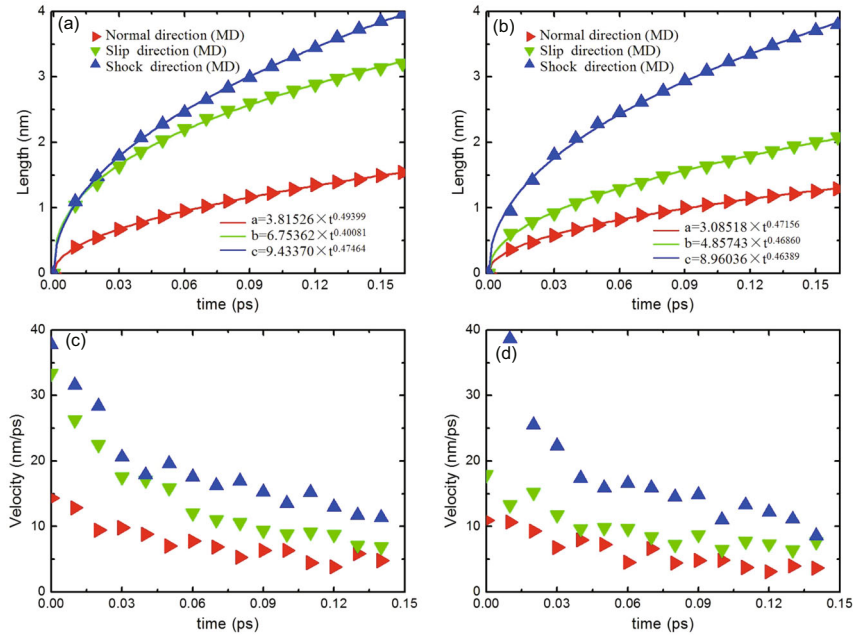 (a)
Normal direction (MD)
Slip direction (MD)
Shock direction (MD)
a=3.81526×t^0.49399
b=6.75362×t^0.40081
c=9.43370×t^0.47464
Length (nm)
4
3
2
1
0
0.00 0.03 0.06 0.09 0.12 0.15
time (ps)
(b)
Normal direction (MD)
Slip direction (MD)
Shock direction (MD)
a=3.08518×t^0.47156
b=4.85743×t^0.46860
c=8.96036×t^0.46389
Length (nm)
4
3
2
1
0
0.00 0.03 0.06 0.09 0.12 0.15
time (ps)
(c)
Velocity (nm/ps)
40
30
20
10
0
0.00 0.03 0.06 0.09 0.12 0.15
time (ps)
(d)
Velocity (nm/ps)
40
30
20
10
0
0.00 0.03 0.06 0.09 0.12 0.15
time (ps)